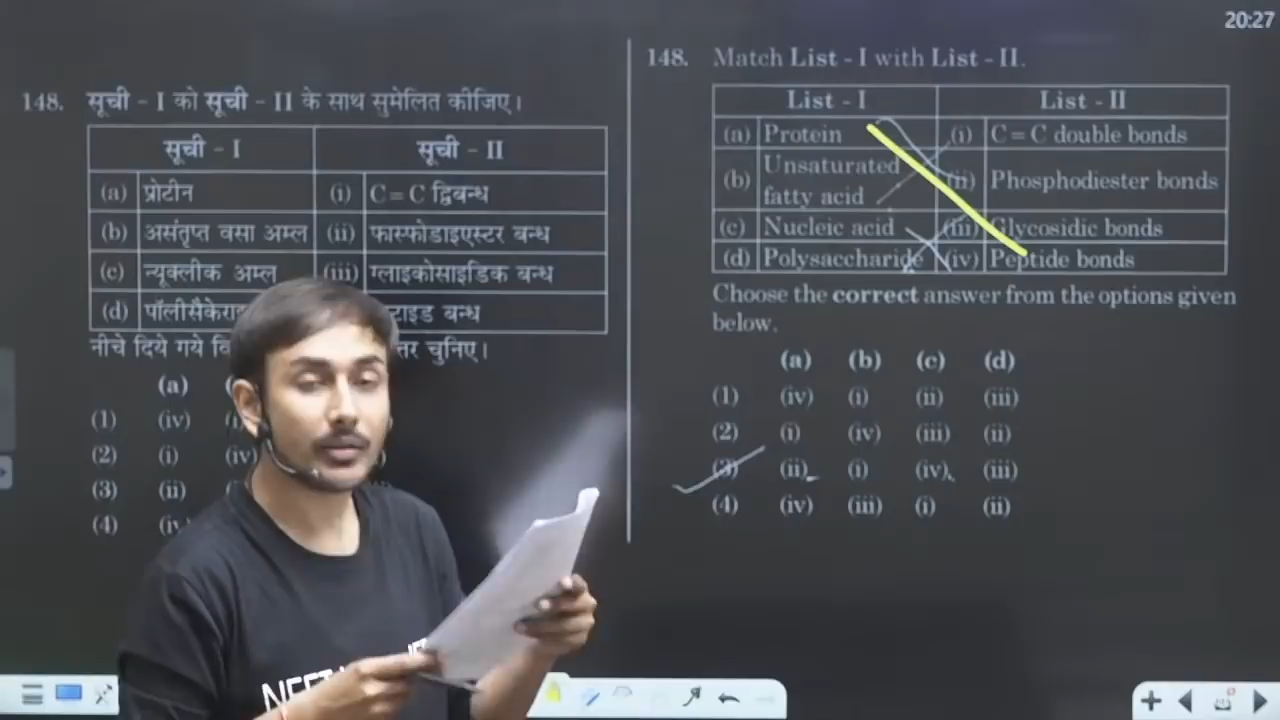 20:27
148. सूची - I को सूची - II के साथ सुमेलित कीजिए।
सूची - I सूची - II
(a) प्रोटीन (i) C=C द्विबन्ध
(b) असंतृप्त वसा अम्ल (ii) फास्फोडाइएस्टर बन्ध
(c) न्यूक्लीक अम्ल (iii) ग्लाइकोसाइडिक बन्ध
(d) बन्ध
नीचे दिये गये चुनिए।
(a)
(1) (iv)
(2) (i) (iv)
(3) (ii)
(4)
148. Match List - I with List - II.
List - I List - II
(a) Protein (i) C=C double bonds
(b) Unsaturated fatty acid (ii) Phosphodiester bonds
(c) Nucleic acid (iii) Glycosidic bonds
(d) Polysaccharide (iv) Peptide bonds
Choose the correct answer from the options given
below.
(a) (b) (c) (d)
(1) (iv) (i) (ii) (iii)
(2) (i) (iv) (iii) (ii)
(3) (ii) (i) (iv) (iii)
(4) (iv) (iii) (i) (ii)
NEET